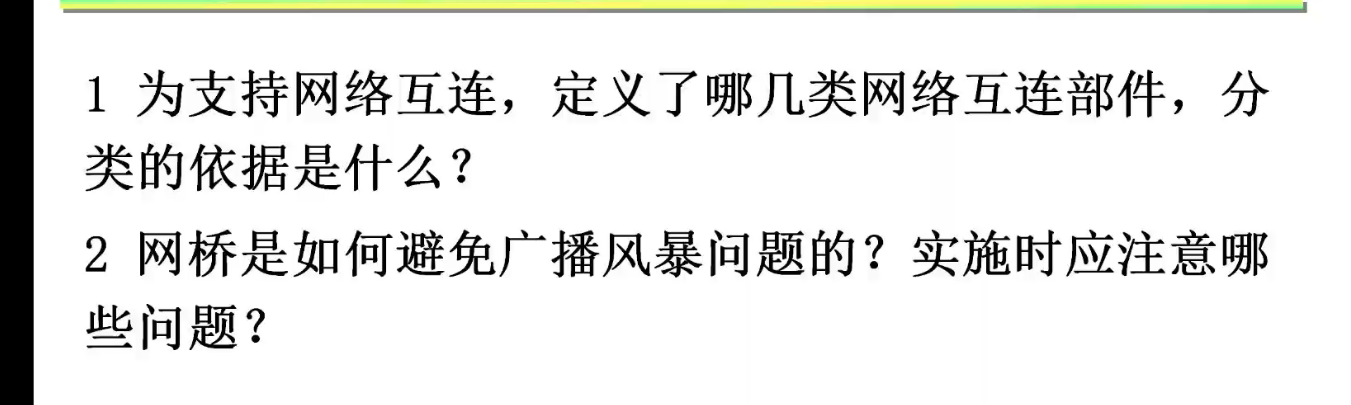 1 为支持网络互连，定义了哪几类网络互连部件，分
类的依据是什么？
2 网桥是如何避免广播风暴问题的？实施时应注意哪
些问题？